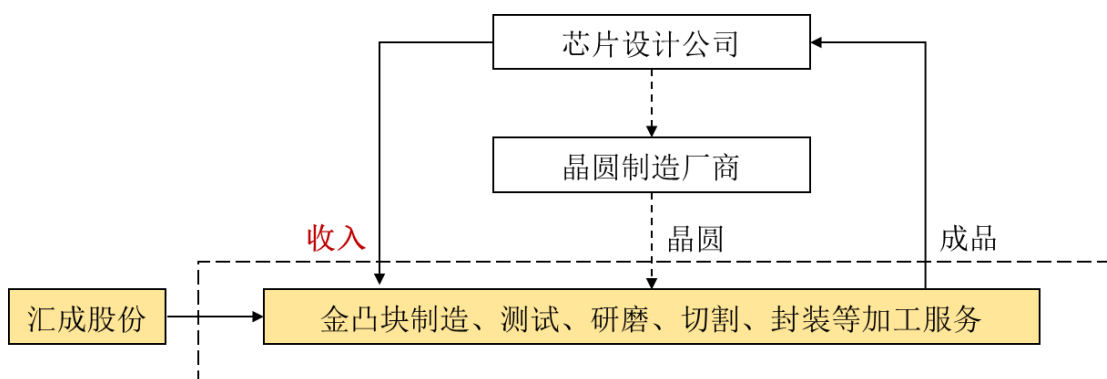 芯片设计公司
晶圆制造厂商
收入
晶圆
成品
汇成股份
金凸块制造、测试、研磨、切割、封装等加工服务